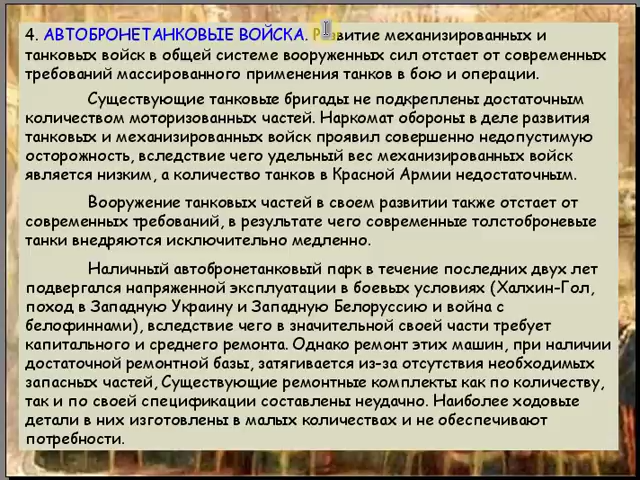 4. АВТОБРОНЕТАНКОВЫЕ ВОЙСКА. Развитие механизированных и
танковых войск в общей системе вооруженных сил отстает от современных
требований массированного применения танков в бою и операции.
Существующие танковые бригады не подкреплены достаточным
количеством моторизованных частей. Наркомат обороны в деле развития
танковых и механизированных войск проявил совершенно недопустимую
осторожность, вследствие чего удельный вес механизированных войск
является низким, а количество танков в Красной Армии недостаточным.
Вооружение танковых частей в своем развитии также отстает от
современных требований, в результате чего современные толстоброневые
танки внедряются исключительно медленно.
Наличный автобронетанковый парк в течение последних двух лет
подвергался напряженной эксплуатации в боевых условиях (Халхин-Гол,
поход в Западную Украину и Западную Белоруссию и война с
белофиннами), вследствие чего в значительной своей части требует
капитального и среднего ремонта. Однако ремонт этих машин, при наличии
достаточной ремонтной базы, затягивается из-за отсутствия необходимых
запасных частей, Существующие ремонтные комплекты как по количеству,
так и по своей спецификации составлены неудачно. Наиболее ходовые
детали в них изготовлены в малых количествах и не обеспечивают
потребности.